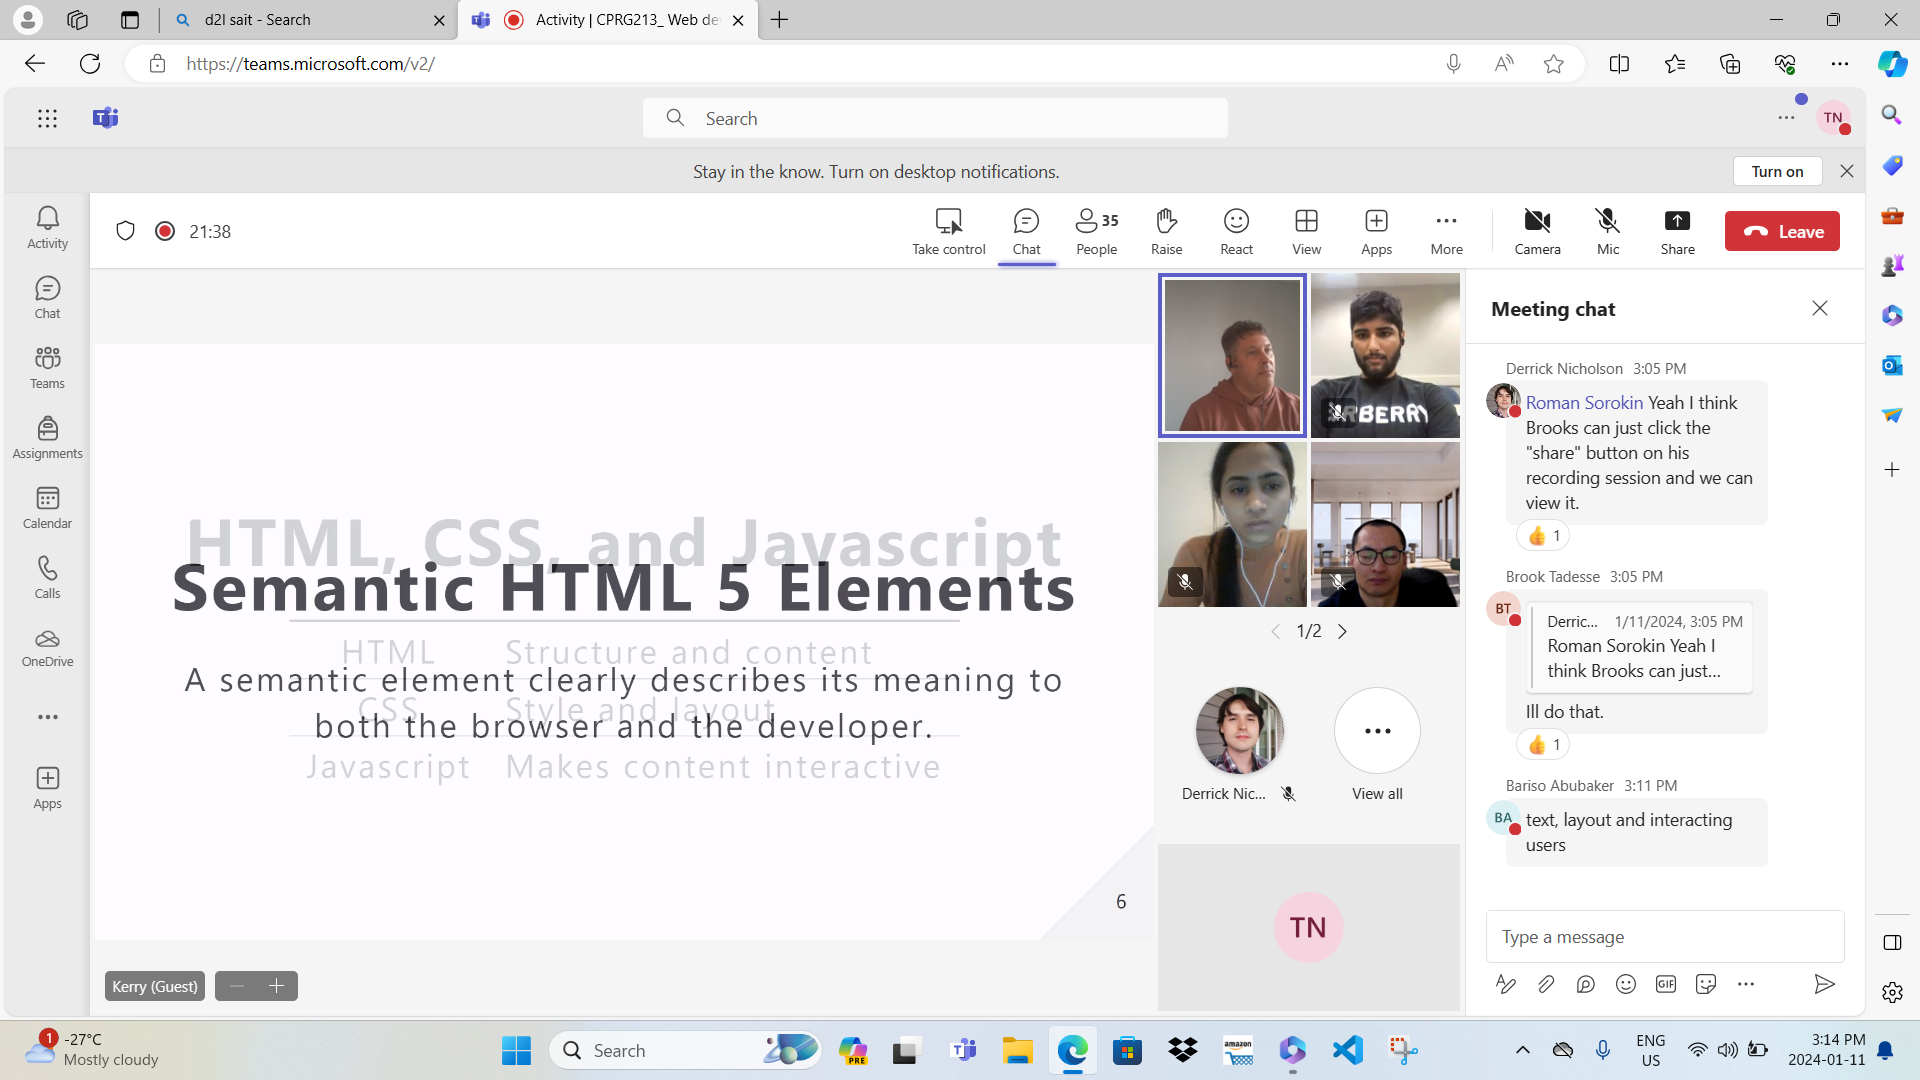 d2l sait - Search
Activity | CPRG213_ Web de
https://teams.microsoft.com/v2/
Search
TN
Stay in the know. Turn on desktop notifications.
Turn on
21:38
Take control
Chat
35
People
Raise
React
View
Apps
More
Camera
Mic
Share
Leave
Activity
Chat
Teams
Assignments
Calendar
Calls
OneDrive
Apps
HTML, CSS, and Javascript
Semantic HTML 5 Elements
HTML Structure and content
A semantic element clearly describes its meaning to
CSS Style and layout
both the browser and the developer.
Javascript Makes content interactive
6
Kerry (Guest)
RBERRY
1/2
Derrick Nic...
View all
TN
Meeting chat
Derrick Nicholson 3:05 PM
Roman Sorokin Yeah I think
Brooks can just click the
"share" button on his
recording session and we can
view it.
1
Brook Tadesse 3:05 PM
BT
Derric... 1/11/2024, 3:05 PM
Roman Sorokin Yeah I
think Brooks can just...
Ill do that.
1
Bariso Abubaker 3:11 PM
BA
text, layout and interacting
users
Type a message
GIF
1
-27°C
Mostly cloudy
Search
PRE
amazon
ENG
US
3:14 PM
2024-01-11